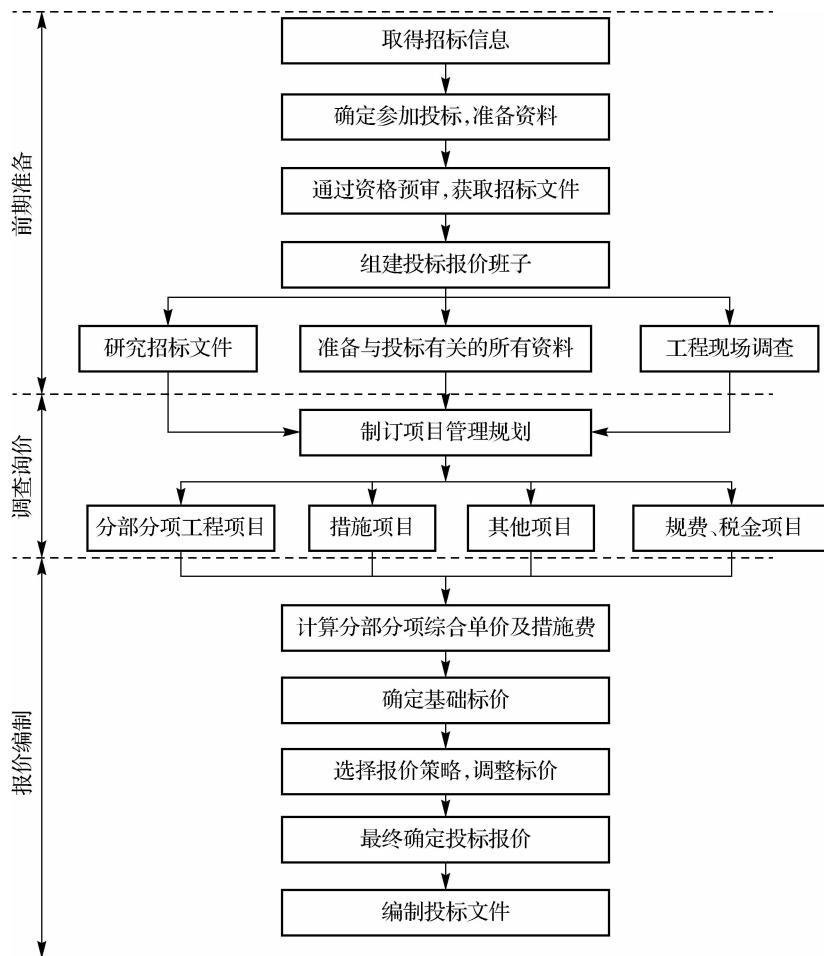 取得招标信息
确定参加投标,准备资料
通过资格预审,获取招标文件
组建投标报价班子
研究招标文件
准备与投标有关的所有资料
工程现场调查
前期准备
制订项目管理规划
分部分项工程项目
措施项目
其他项目
规费、税金项目
调查询价
计算分部分项综合单价及措施费
确定基础标价
选择报价策略,调整标价
最终确定投标报价
编制投标文件
报价编制